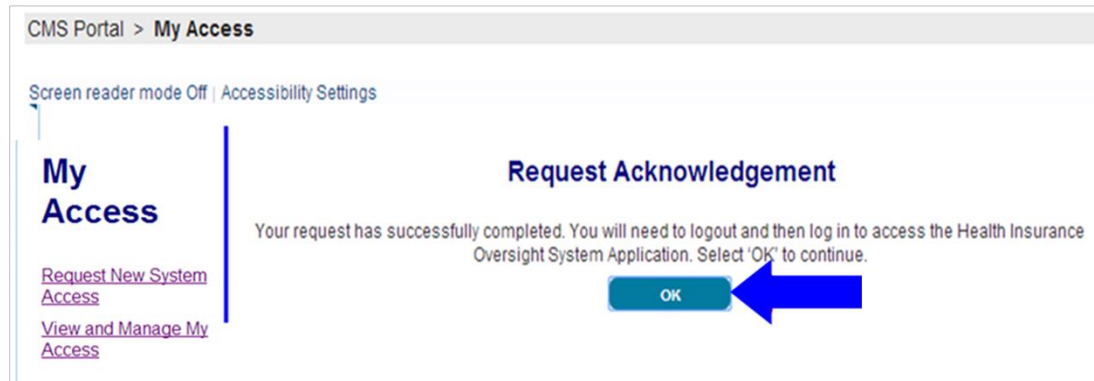 CMS Portal > My Access
Screen reader mode Off | Accessibility Settings
My
Access
Request New System
Access
View and Manage My
Access
Request Acknowledgement
Your request has successfully completed. You will need to logout and then log in to access the Health Insurance
Oversight System Application. Select 'OK' to continue.
OK